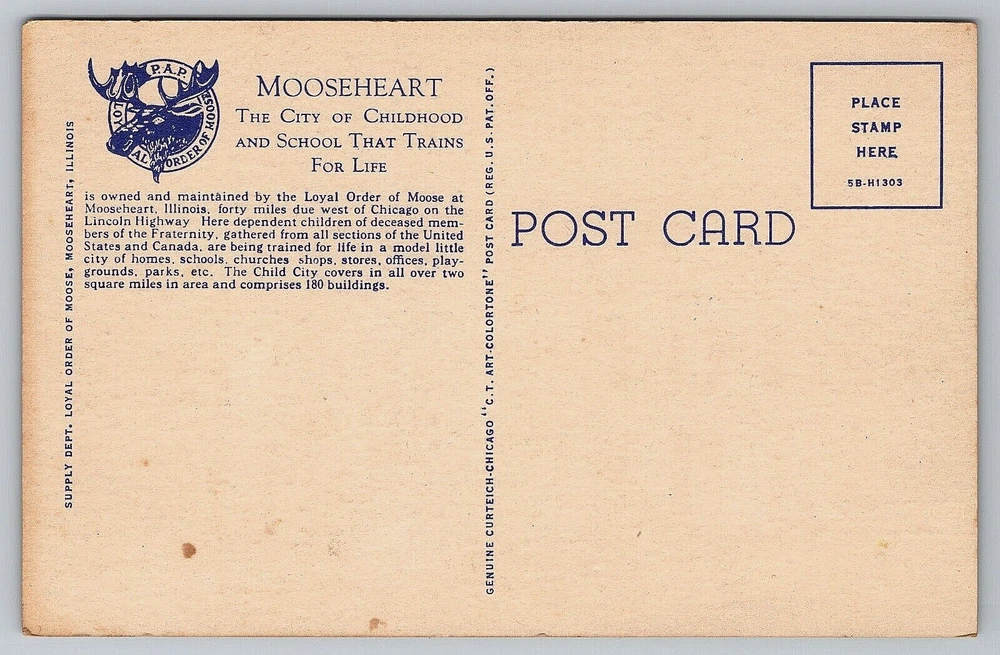 P.A.P.
LOYAL ORDER OF MOOSE
MOOSEHEART
THE CITY OF CHILDHOOD
AND SCHOOL THAT TRAINS
FOR LIFE
is owned and maintained by the Loyal Order of Moose at
Mooseheart, Illinois, forty miles due west of Chicago on the
Lincoln Highway Here dependent children of deceased mem-
bers of the Fraternity, gathered from all sections of the United
States and Canada, are being trained for life in a model little
city of homes, schools, churches shops, stores, offices, play-
grounds, parks, etc. The Child City covers in all over two
square miles in area and comprises 180 buildings.
SUPPLY DEPT. LOYAL ORDER OF MOOSE, MOOSEHEART, ILLINOIS
GENUINE CURTEICH-CHICAGO "C.T. ART-COLORTONE" POST CARD (REG. U.S. PAT. OFF.)
POST CARD
PLACE
STAMP
HERE
5B-H1303